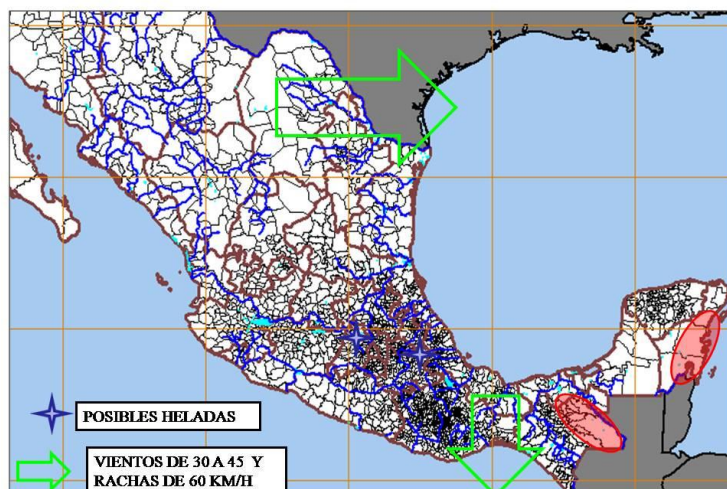 POSIBLES HELADAS
VIENTOS DE 30 A 45 Y
RACHAS DE 60 KM/H